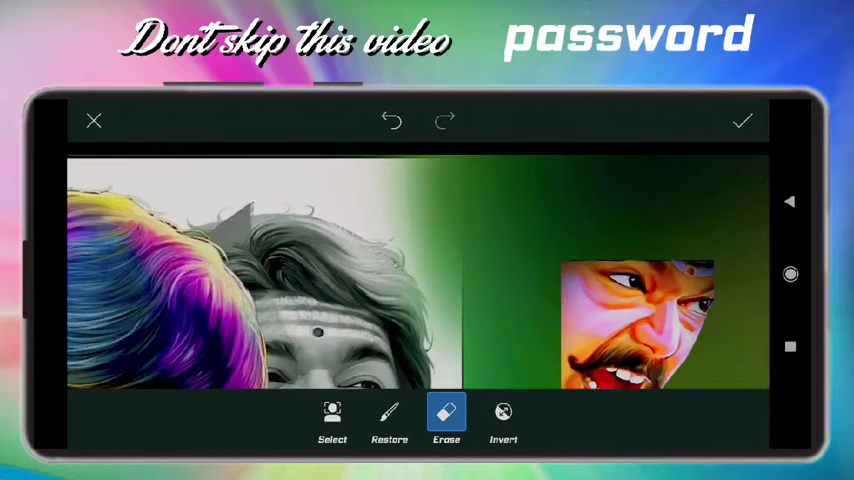 Dont skip this video
password
Select
Restore
Erase
Invert